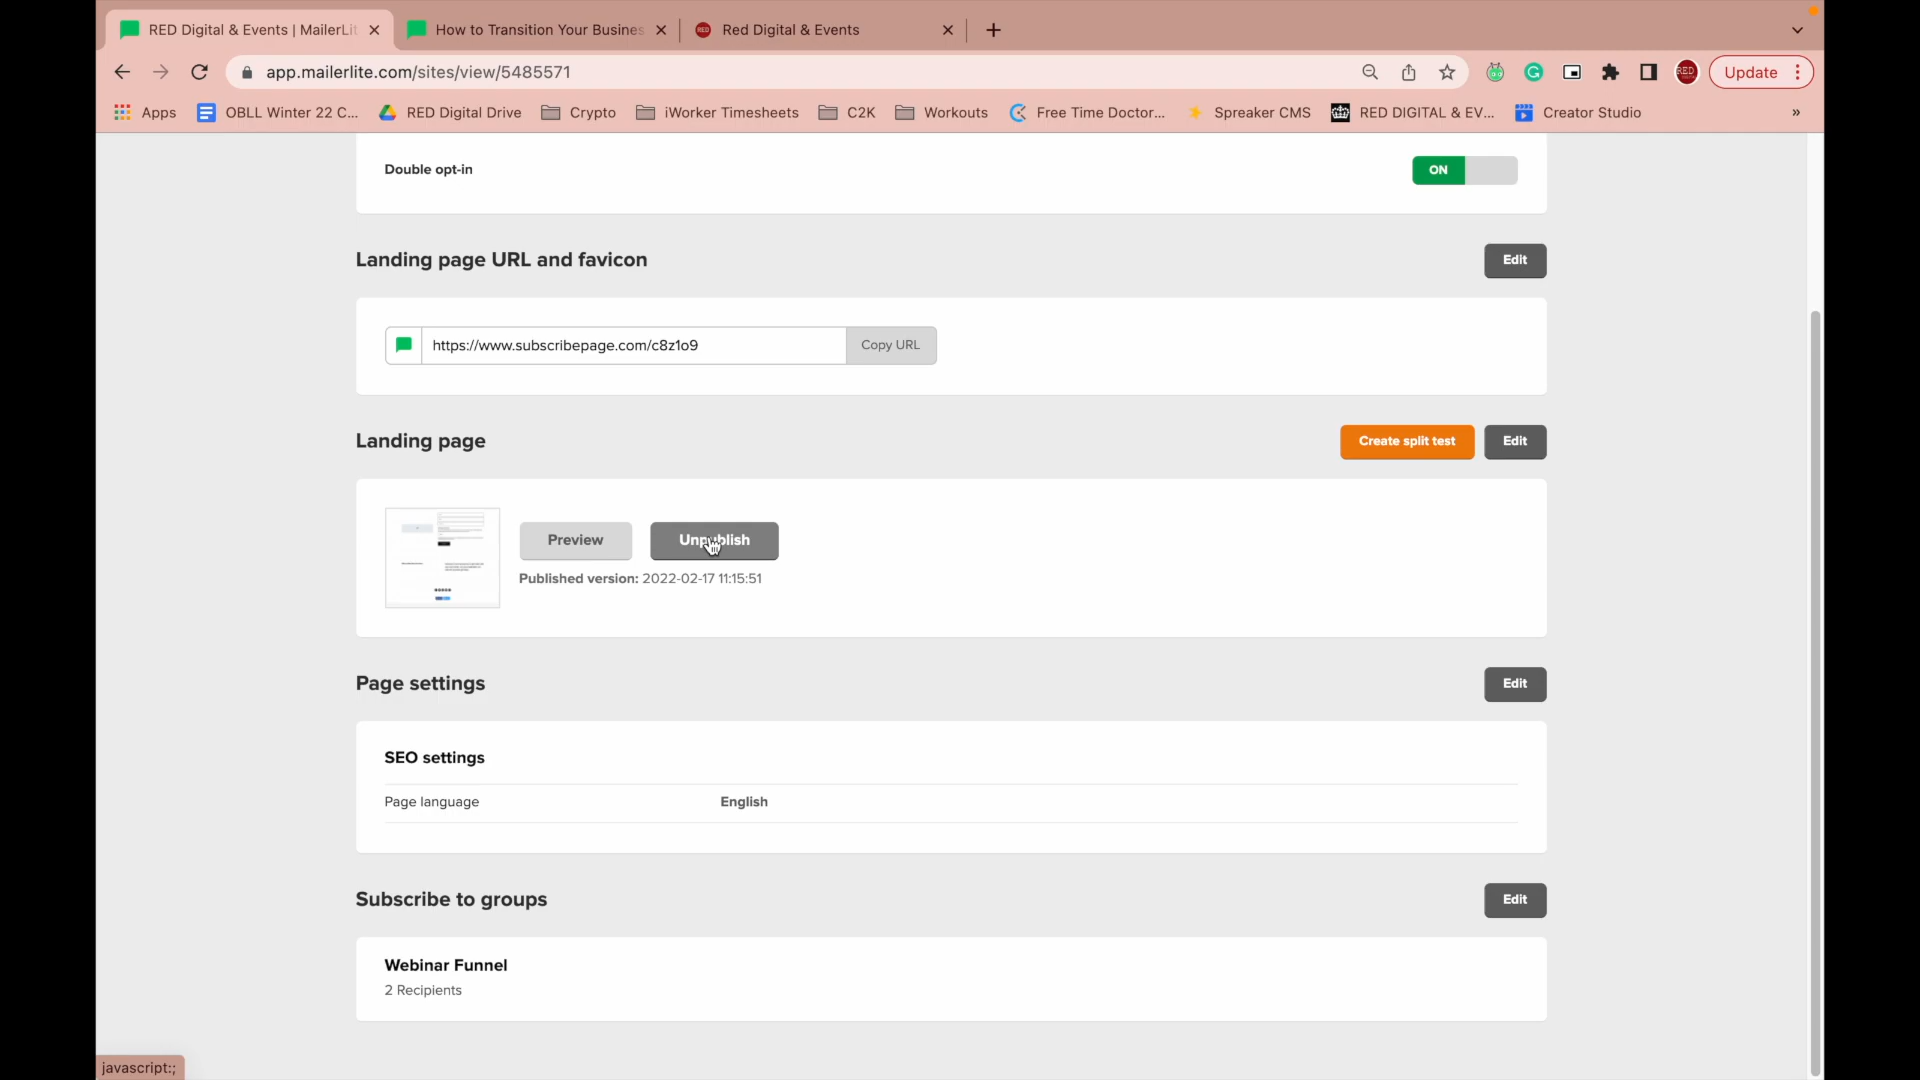 RED Digital & Events | MailerLit
How to Transition Your Busines
RED
Red Digital & Events
app.mailerlite.com/sites/view/5485571
RED
Update
Apps
OBLL Winter 22 C...
RED Digital Drive
Crypto
iWorker Timesheets
C2K
Workouts
Free Time Doctor...
Spreaker CMS
RED DIGITAL & EV...
Creator Studio
»
Double opt-in
ON
Landing page URL and favicon
Edit
https://www.subscribepage.com/c8z1o9
Copy URL
Landing page
Create split test
Edit
Preview
Unpublish
Published version: 2022-02-17 11:15:51
Page settings
Edit
SEO settings
Page language
English
Subscribe to groups
Edit
Webinar Funnel
2 Recipients
javascript:;